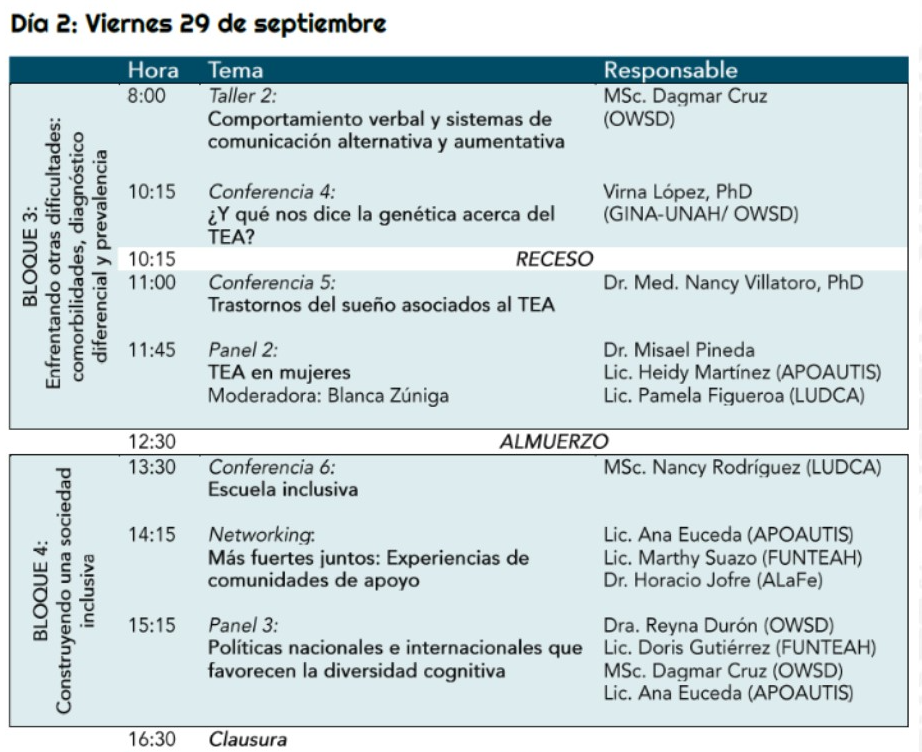 Día 2: Viernes 29 de septiembre
Hora Tema Responsable
BLOQUE 3:
Enfrentando otras dificultades:
comorbilidades, diagnóstico
diferencial y prevalencia
8:00 Taller 2: MSc. Dagmar Cruz
Comportamiento verbal y sistemas de (OWSD)
comunicación alternativa y aumentativa
10:15 Conferencia 4: Virna López, PhD
¿Y qué nos dice la genética acerca del (GINA-UNAH/ OWSD)
TEA?
10:15 RECESO
11:00 Conferencia 5: Dr. Med. Nancy Villatoro, PhD
Trastornos del sueño asociados al TEA
11:45 Panel 2: Dr. Misael Pineda
TEA en mujeres Lic. Heidy Martínez (APOAUTIS)
Moderadora: Blanca Zúniga Lic. Pamela Figueroa (LUDCA)
12:30 ALMUERZO
BLOQUE 4:
Construyendo una sociedad
inclusiva
13:30 Conferencia 6: MSc. Nancy Rodríguez (LUDCA)
Escuela inclusiva
14:15 Networking: Lic. Ana Euceda (APOAUTIS)
Más fuertes juntos: Experiencias de Lic. Marthy Suazo (FUNTEAH)
comunidades de apoyo Dr. Horacio Jofre (ALaFe)
15:15 Panel 3: Dra. Reyna Durón (OWSD)
Políticas nacionales e internacionales que Lic. Doris Gutiérrez (FUNTEAH)
favorecen la diversidad cognitiva MSc. Dagmar Cruz (OWSD)
Lic. Ana Euceda (APOAUTIS)
16:30 Clausura